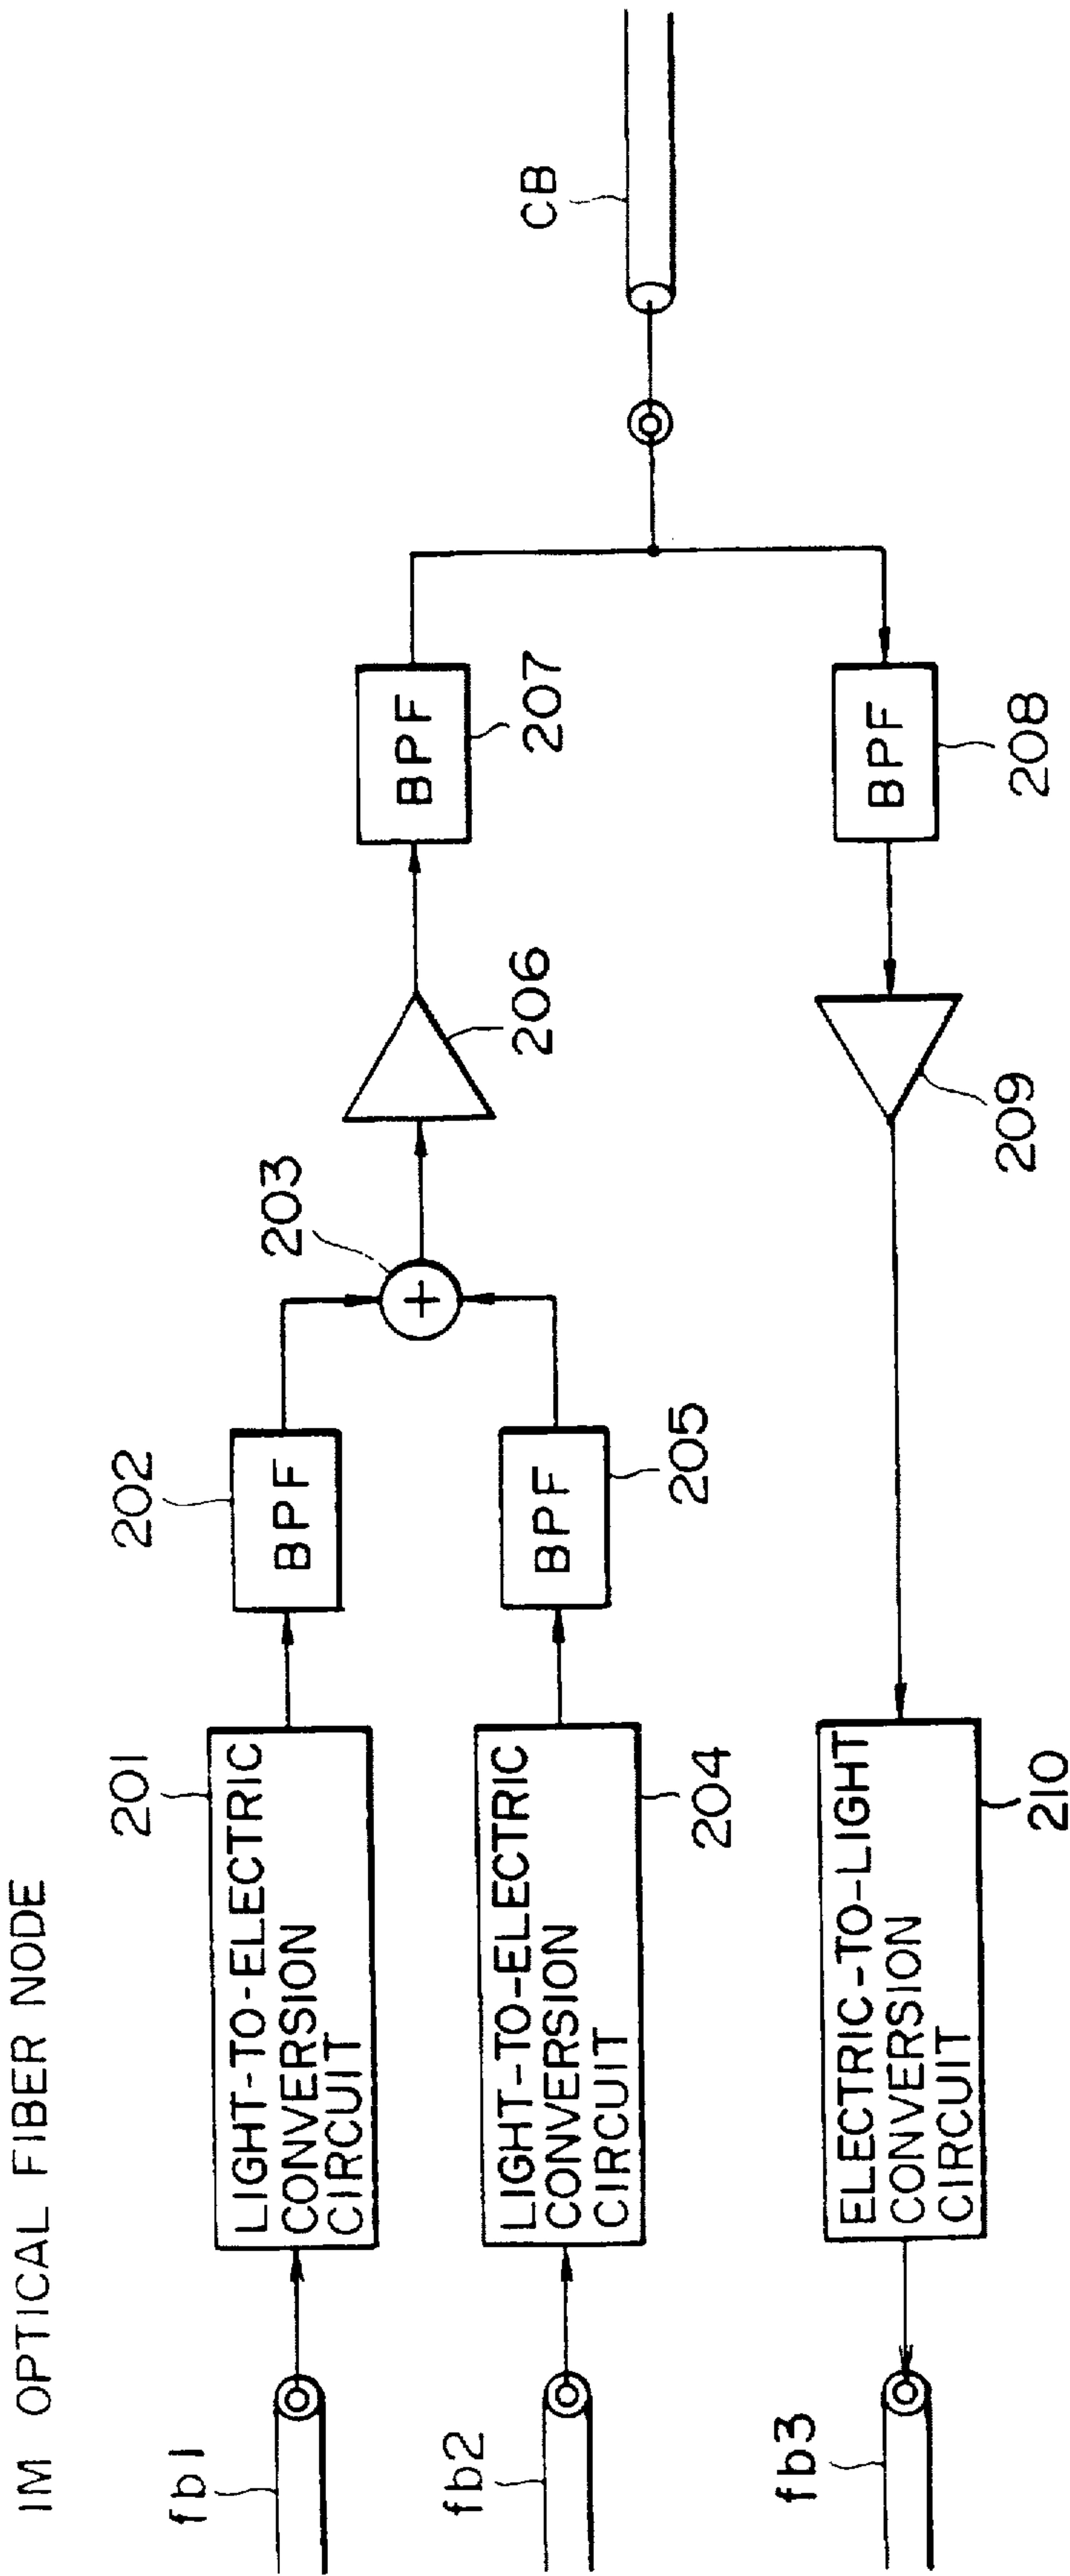 IM OPTICAL FIBER NODE
fb1
201
LIGHT-TO-ELECTRIC
CONVERSION
CIRCUIT
202
BPF
203
+
fb2
LIGHT-TO-ELECTRIC
CONVERSION
CIRCUIT
204
BPF
205
206
BPF
207
CB
fb3
ELECTRIC-TO-LIGHT
CONVERSION
CIRCUIT
210
209
BPF
208